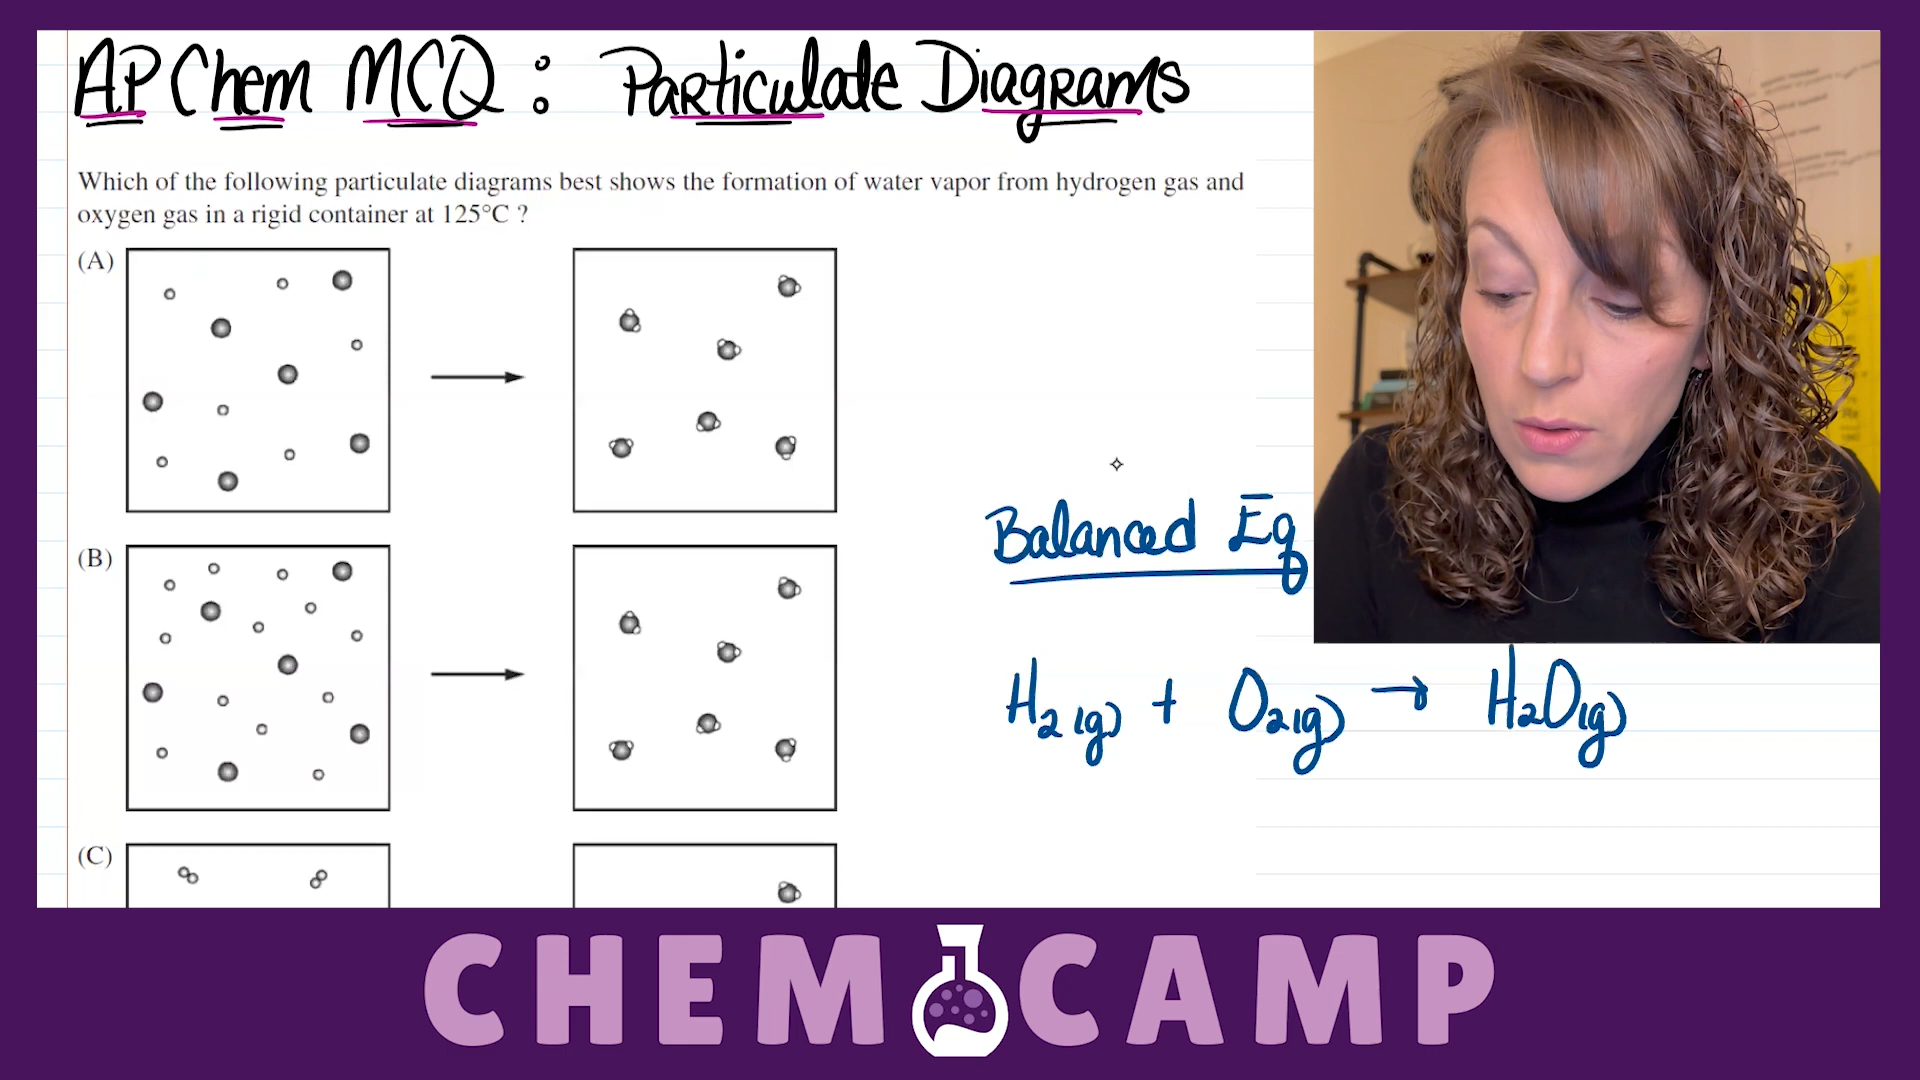 AP Chem MCQ : Particulate Diagrams
Which of the following particulate diagrams best shows the formation of water vapor from hydrogen gas and
oxygen gas in a rigid container at 125°C ?
(A)
(B)
Balanced Eq
H₂(g) + O₂(g) → H₂O(g)
(C)
CHEM CAMP